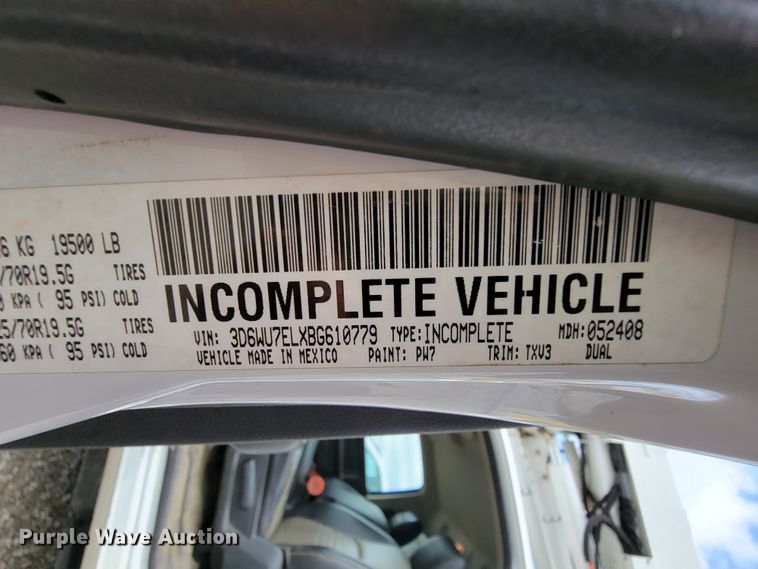 6 KG 19500 LB
/70R19.5G TIRES
0 KPA ( 95 PSI) COLD
5/70R19.5G TIRES
60 KPA ( 95 PSI) COLD
INCOMPLETE VEHICLE
VIN: 3D6WU7ELXBG610779 TYPE: INCOMPLETE MDH: 052408
VEHICLE MADE IN MEXICO PAINT: PW7 TRIM: TXV3 DUAL
Purple Wave Auction